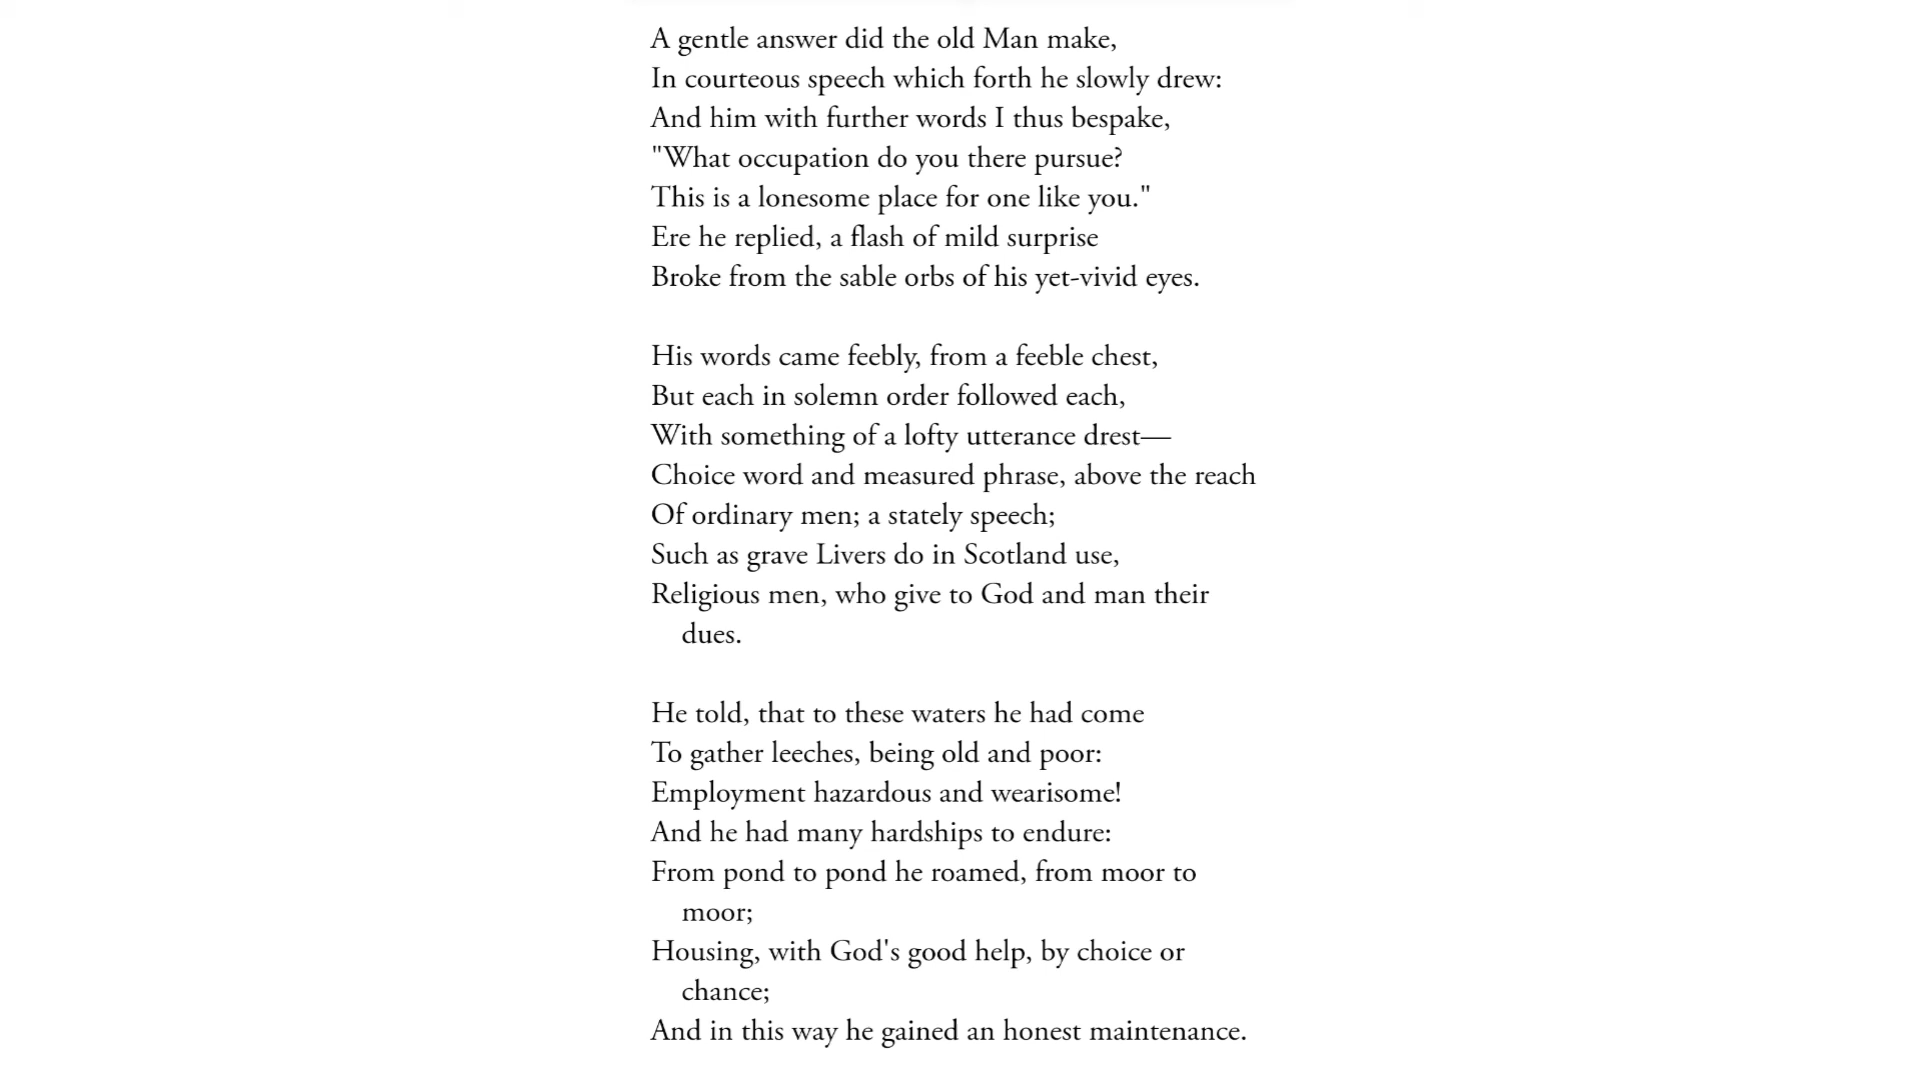 A gentle answer did the old Man make,
In courteous speech which forth he slowly drew:
And him with further words I thus bespake,
"What occupation do you there pursue?
This is a lonesome place for one like you."
Ere he replied, a flash of mild surprise
Broke from the sable orbs of his yet-vivid eyes.

His words came feebly, from a feeble chest,
But each in solemn order followed each,
With something of a lofty utterance drest—
Choice word and measured phrase, above the reach
Of ordinary men; a stately speech;
Such as grave Livers do in Scotland use,
Religious men, who give to God and man their
dues.

He told, that to these waters he had come
To gather leeches, being old and poor:
Employment hazardous and wearisome!
And he had many hardships to endure:
From pond to pond he roamed, from moor to
moor;
Housing, with God's good help, by choice or
chance;
And in this way he gained an honest maintenance.